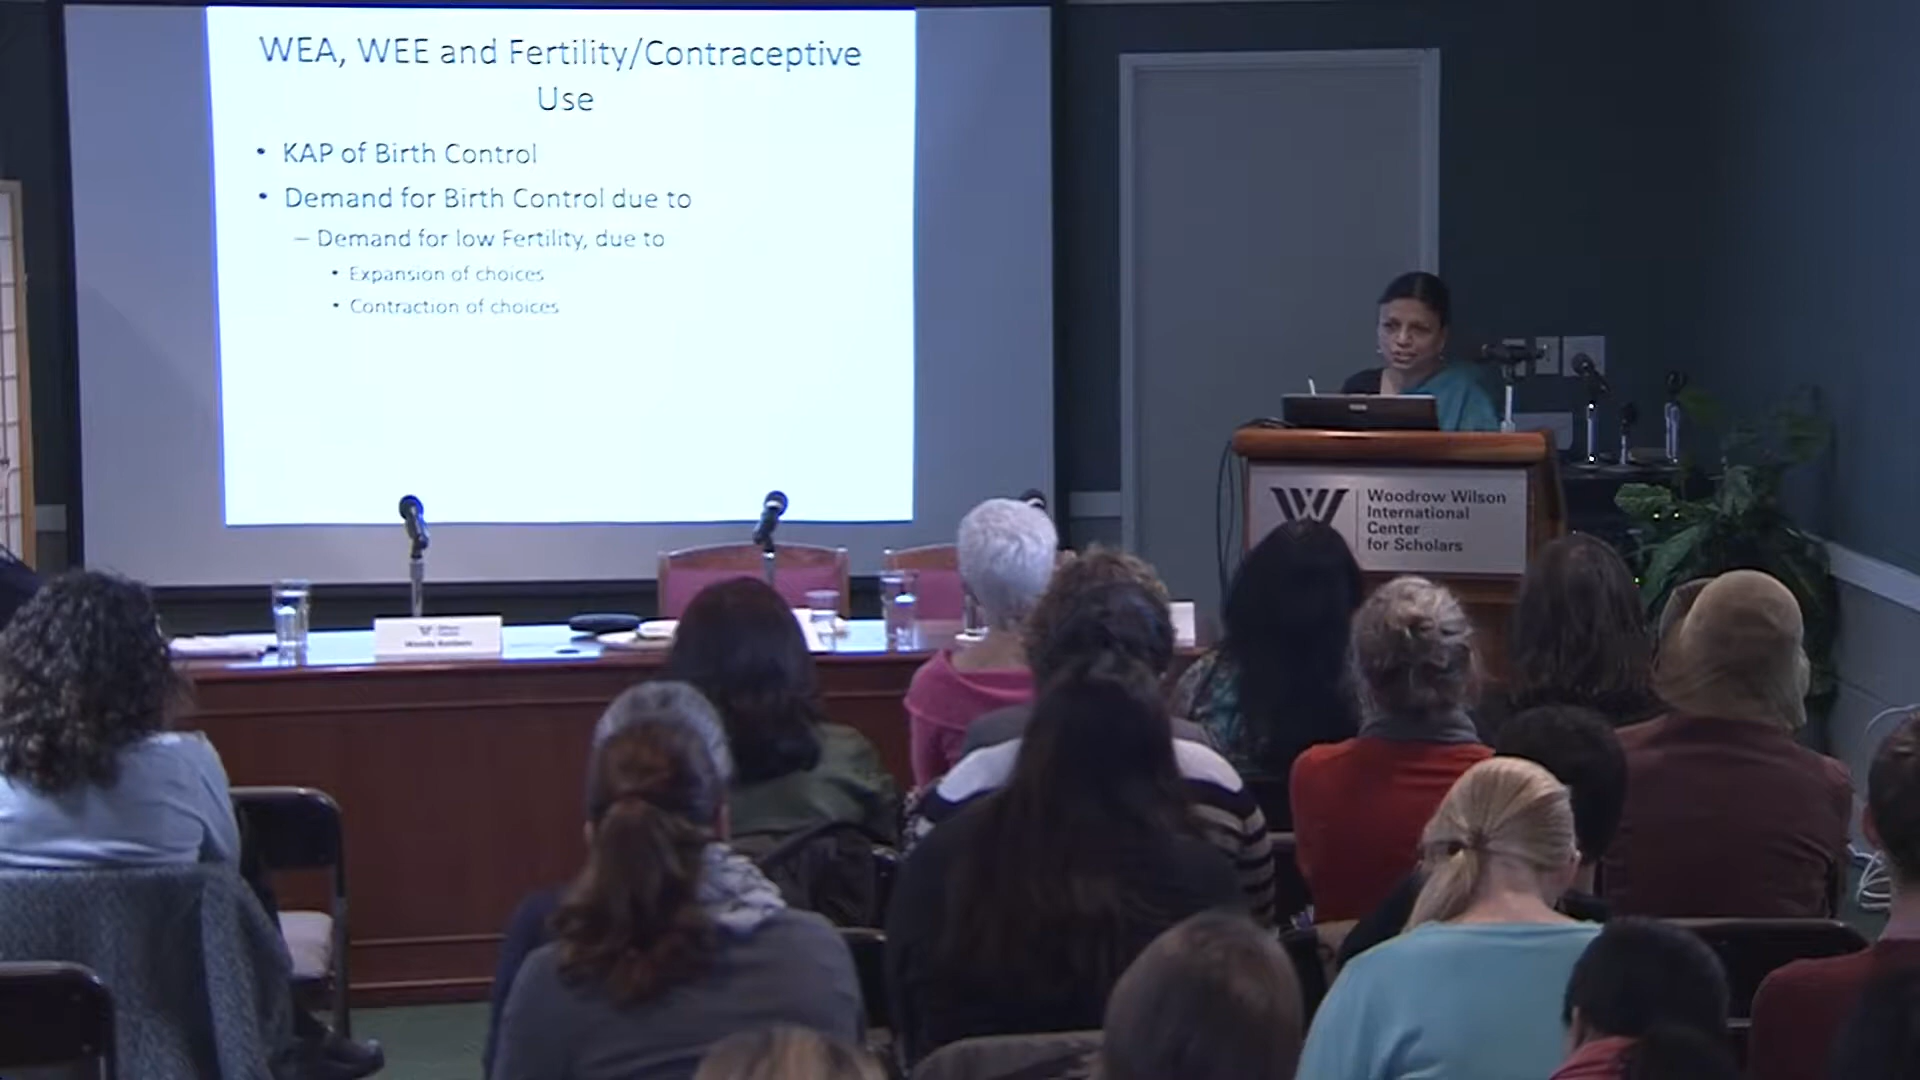 WEA, WEE and Fertility/Contraceptive
Use
• KAP of Birth Control
• Demand for Birth Control due to
– Demand for low Fertility, due to
• Expansion of choices
• Contraction of choices
Woodrow Wilson
International
Center
for Scholars